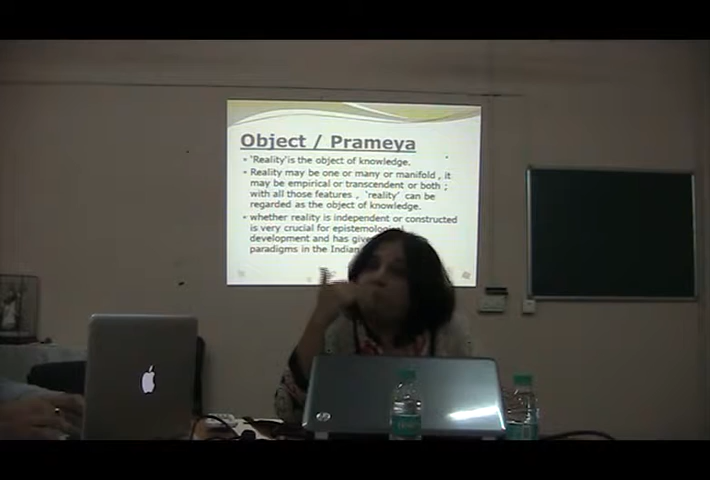 Object / Prameya
'Reality'is the object of knowledge.
Reality may be one or many or manifold , it
may be empirical or transcendent or both ;
with all those features , 'reality' can be
regarded as the object of knowledge.
whether reality is independent or constructed
is very crucial for epistemological
development and has give
paradigms in the Indian
hp